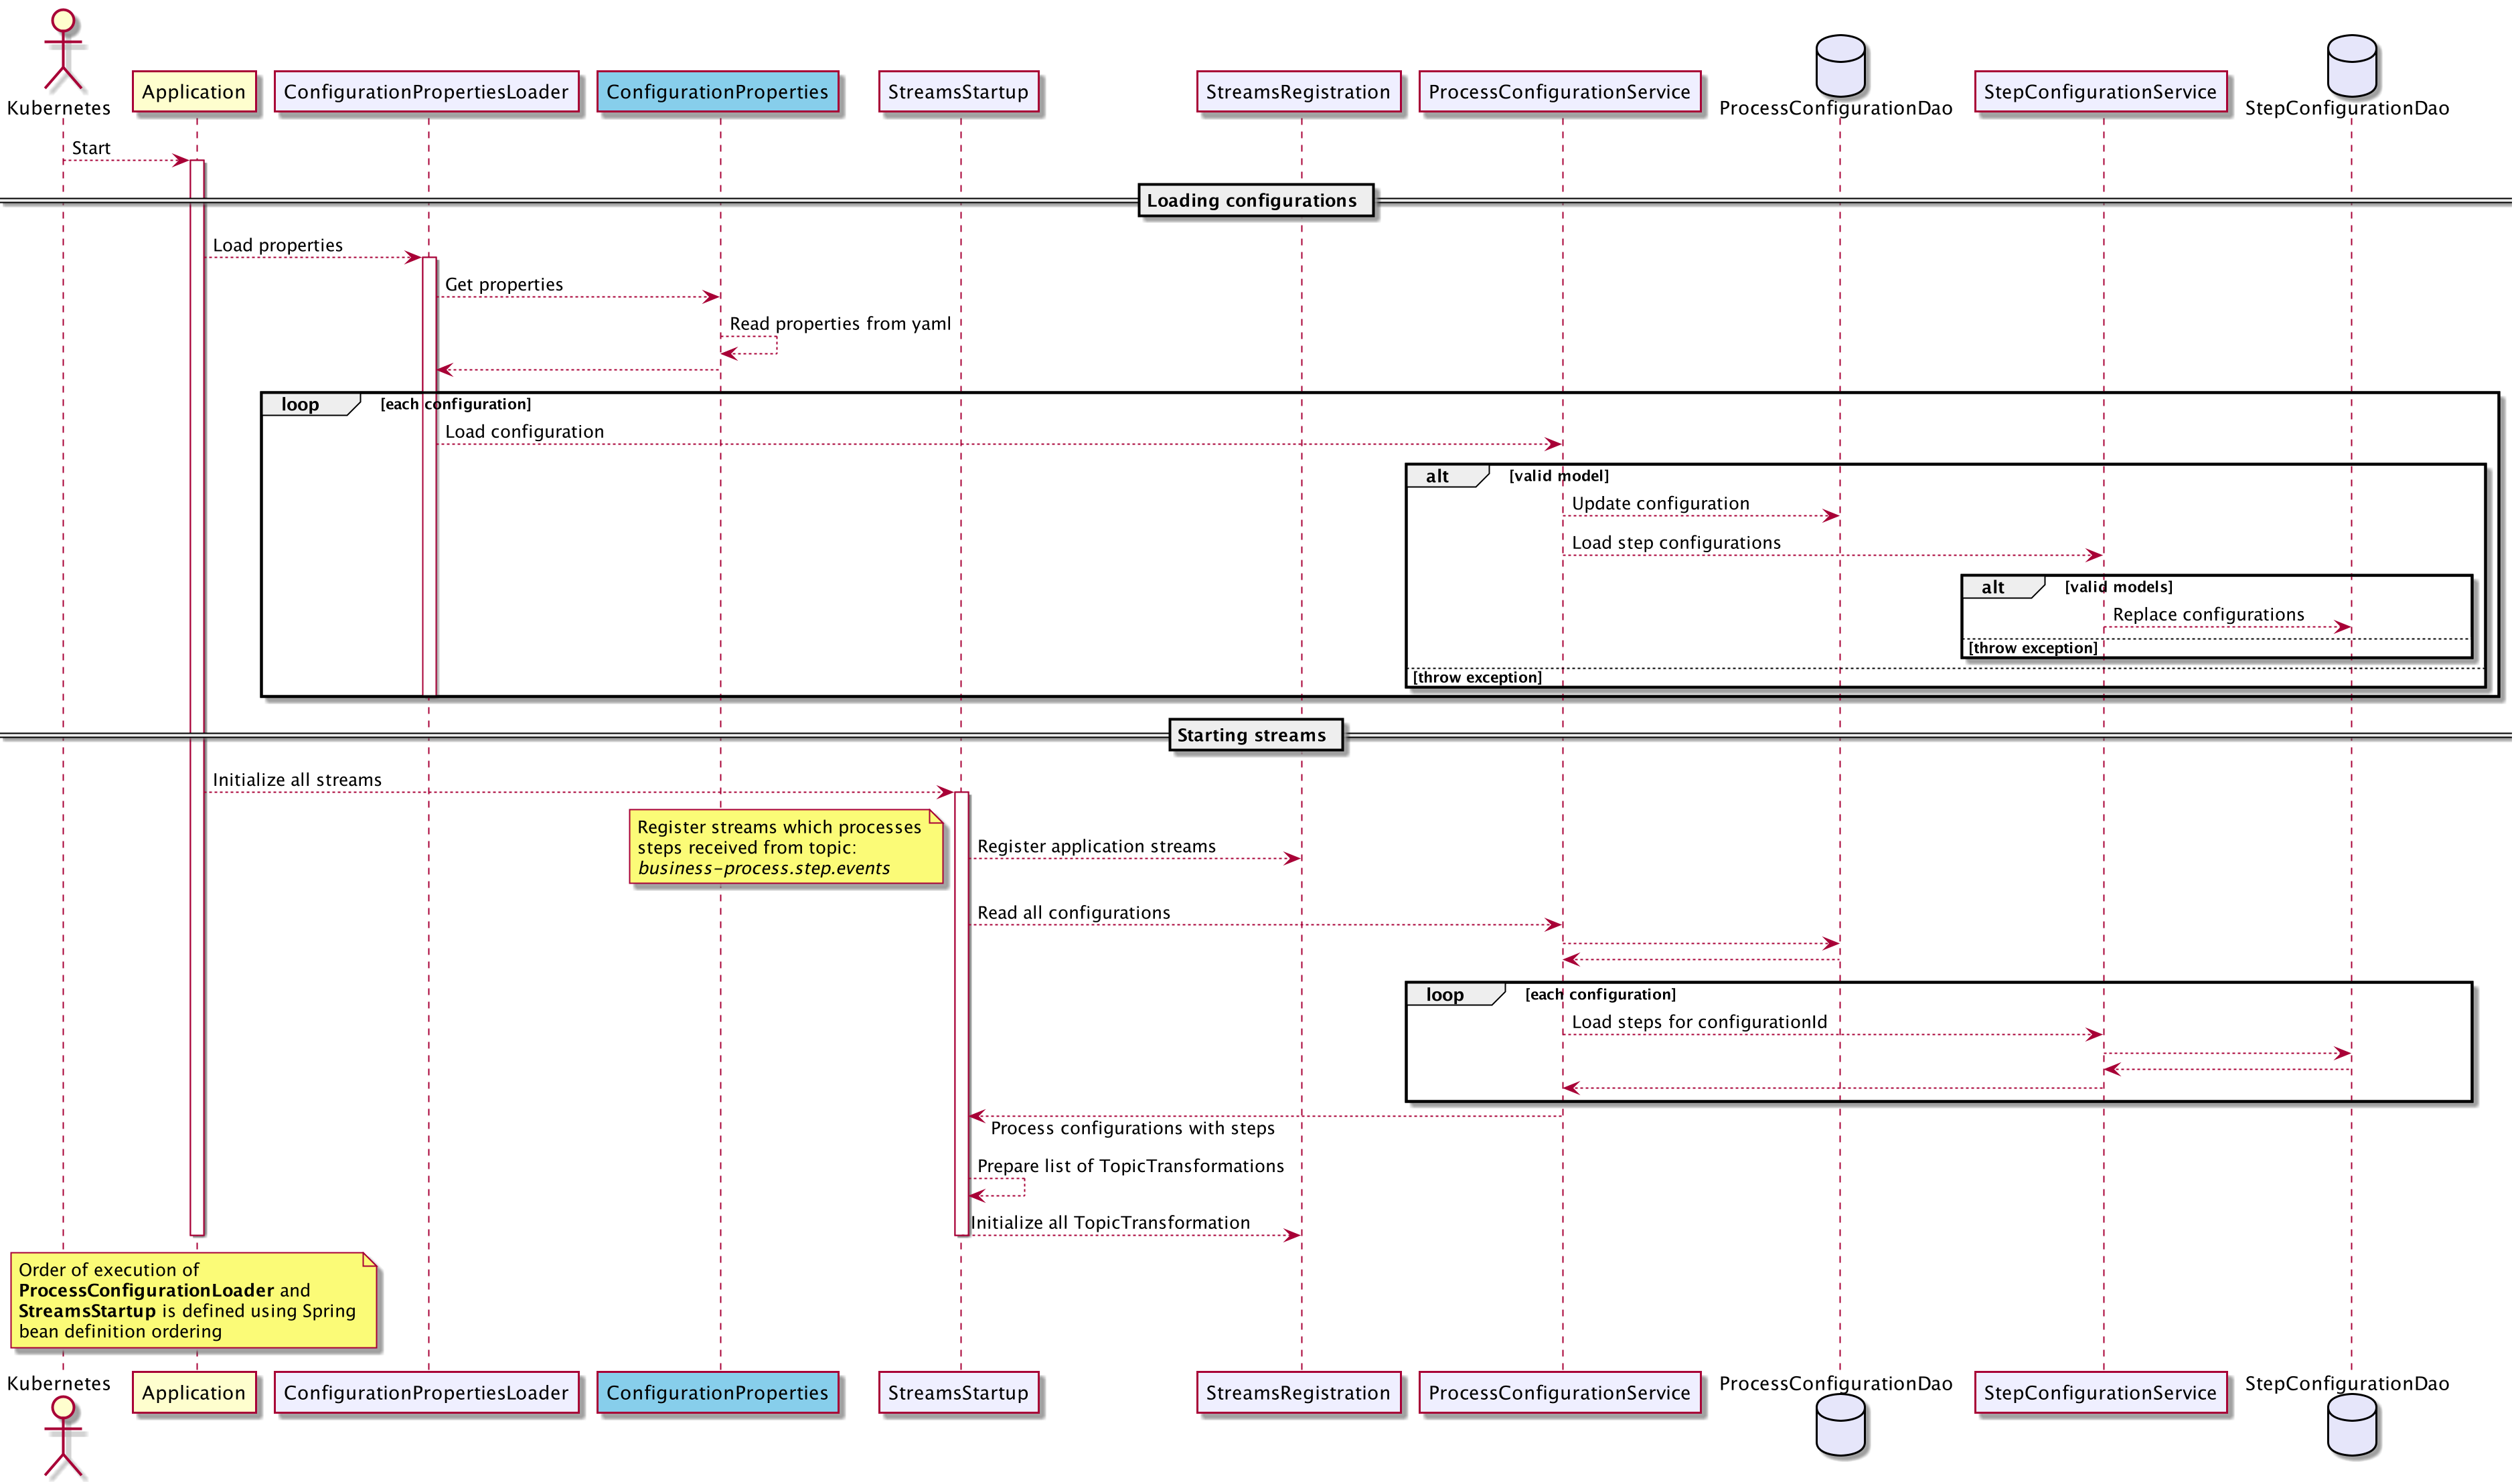 Kubernetes
Application
ConfigurationPropertiesLoader
ConfigurationProperties
StreamsStartup
StreamsRegistration
ProcessConfigurationService
ProcessConfigurationDao
StepConfigurationService
StepConfigurationDao
Start
Loading configurations
Load properties
Get properties
Read properties from yaml
loop [each configuration]
Load configuration
alt [valid model]
Update configuration
Load step configurations
alt [valid models]
Replace configurations
[throw exception]
[throw exception]
Starting streams
Initialize all streams
Register streams which processes
steps received from topic:
business-process.step.events
Register application streams
Read all configurations
loop [each configuration]
Load steps for configurationId
Process configurations with steps
Prepare list of TopicTransformations
Initialize all TopicTransformation
Order of execution of
ProcessConfigurationLoader and
StreamsStartup is defined using Spring
bean definition ordering
Kubernetes
Application
ConfigurationPropertiesLoader
ConfigurationProperties
StreamsStartup
StreamsRegistration
ProcessConfigurationService
ProcessConfigurationDao
StepConfigurationService
StepConfigurationDao